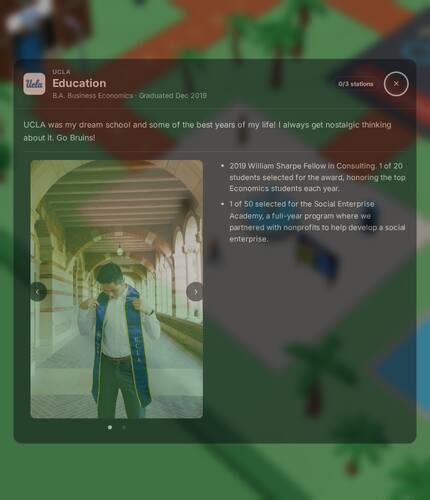 UCLA
Ucla
Education
0/3 stations
×
B.A. Business Economics · Graduated Dec 2019
UCLA was my dream school and some of the best years of my life! I always get nostalgic thinking
about it. Go Bruins!
• 2019 William Sharpe Fellow in Consulting. 1 of 20
students selected for the award, honoring the top
Economics students each year.
• 1 of 50 selected for the Social Enterprise
Academy, a full-year program where we
partnered with nonprofits to help develop a social
enterprise.
‹
›
UCLA